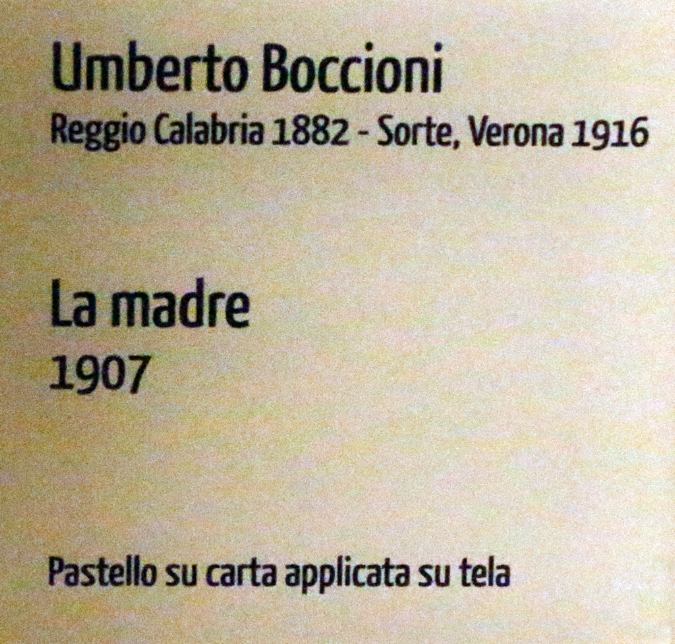 Umberto Boccioni
Reggio Calabria 1882 - Sorte, Verona 1916
La madre
1907
Pastello su carta applicata su tela